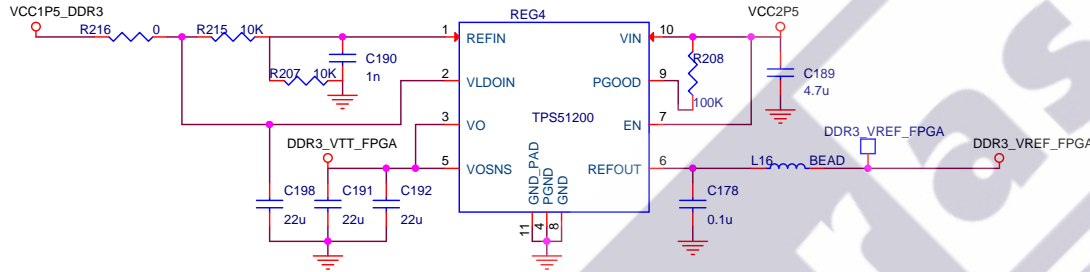 VCC1P5_DDR3
REG4
VCC2P5
R216 0
R215 10K
1
REFIN
VIN
10
C190
1n
R207 10K
R208
100K
C189
4.7u
2
VLDOIN
PGOOD
9
3
VO
TPS51200
EN
7
DDR3_VTT_FPGA
DDR3_VREF_FPGA
DDR3_VREF_FPGA
5
VOSNS
REFOUT
6
L16 BEAD
GND_PAD
PGND
GND
C198
22u
C191
22u
C192
22u
C178
0.1u
11
4
8